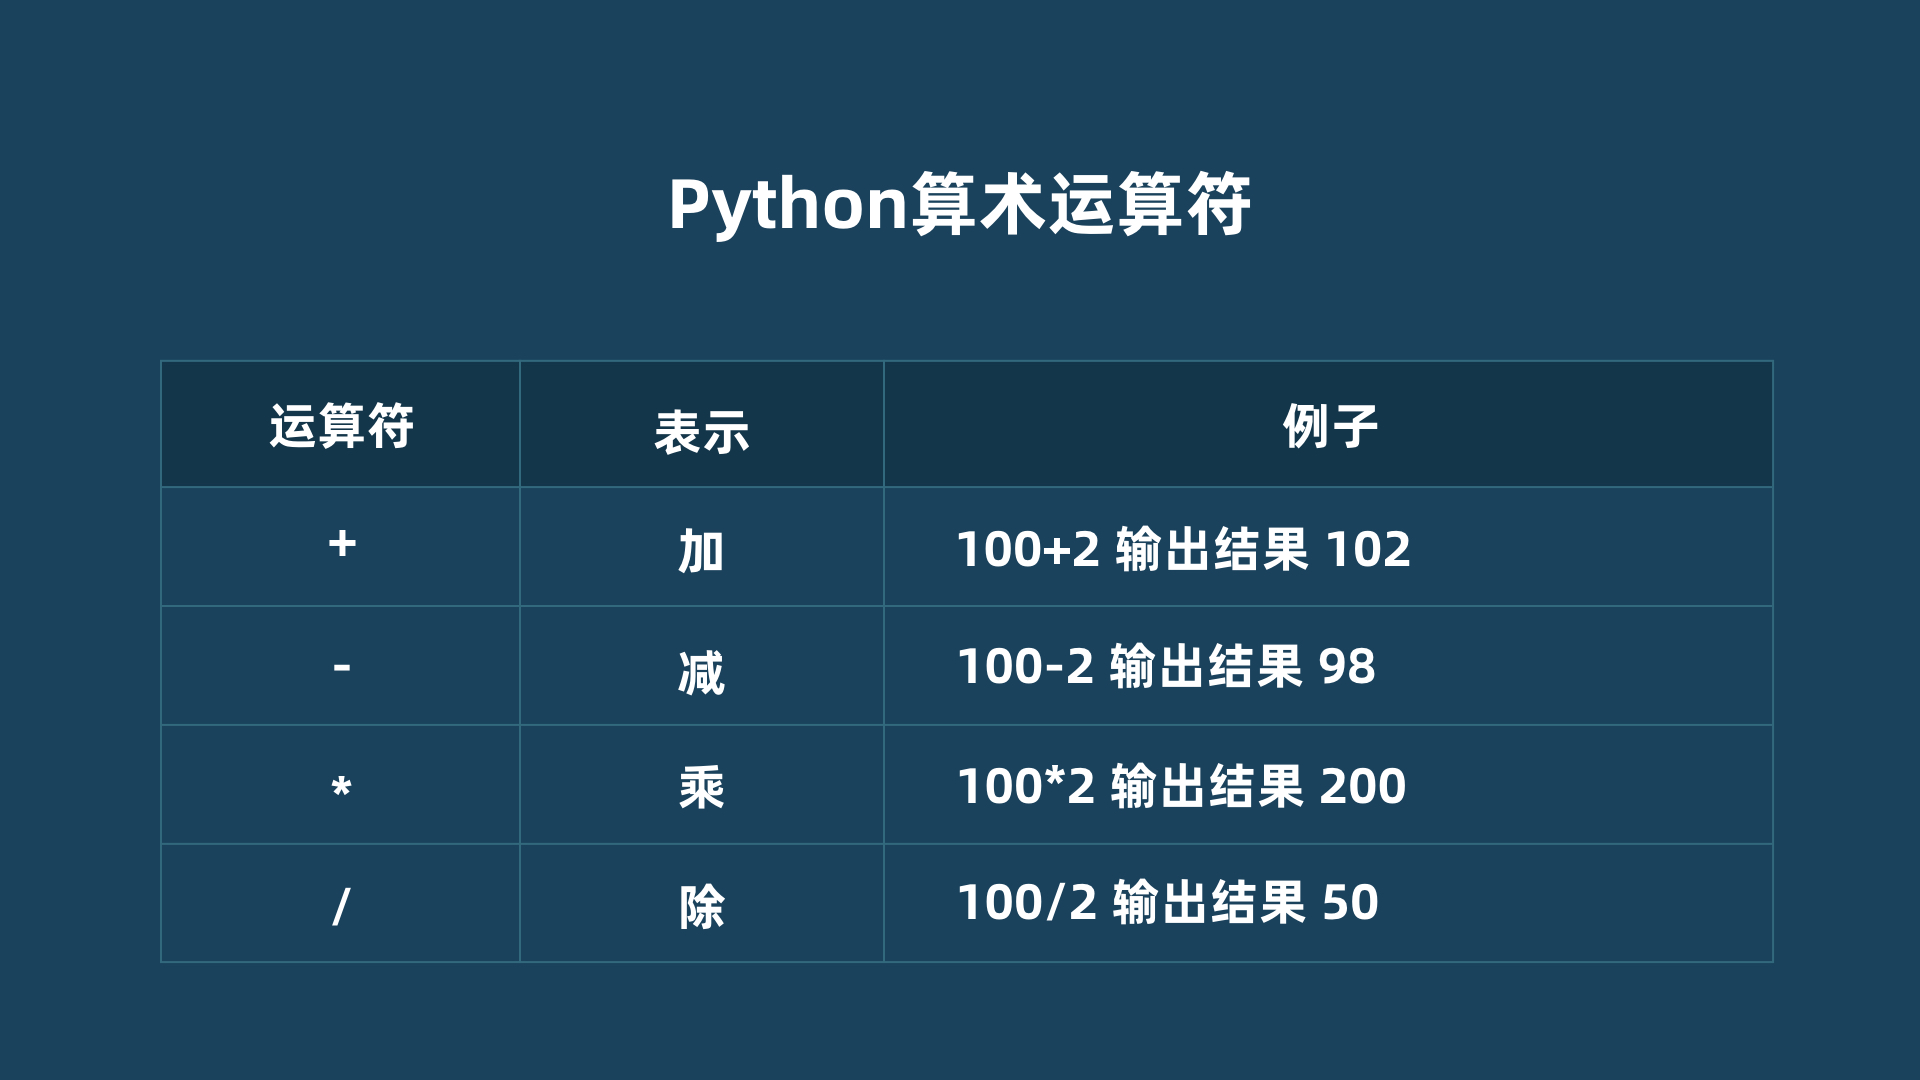 Python算术运算符
运算符 表示 例子
+ 加 100+2 输出结果 102
- 减 100-2 输出结果 98
* 乘 100*2 输出结果 200
/ 除 100/2 输出结果 50